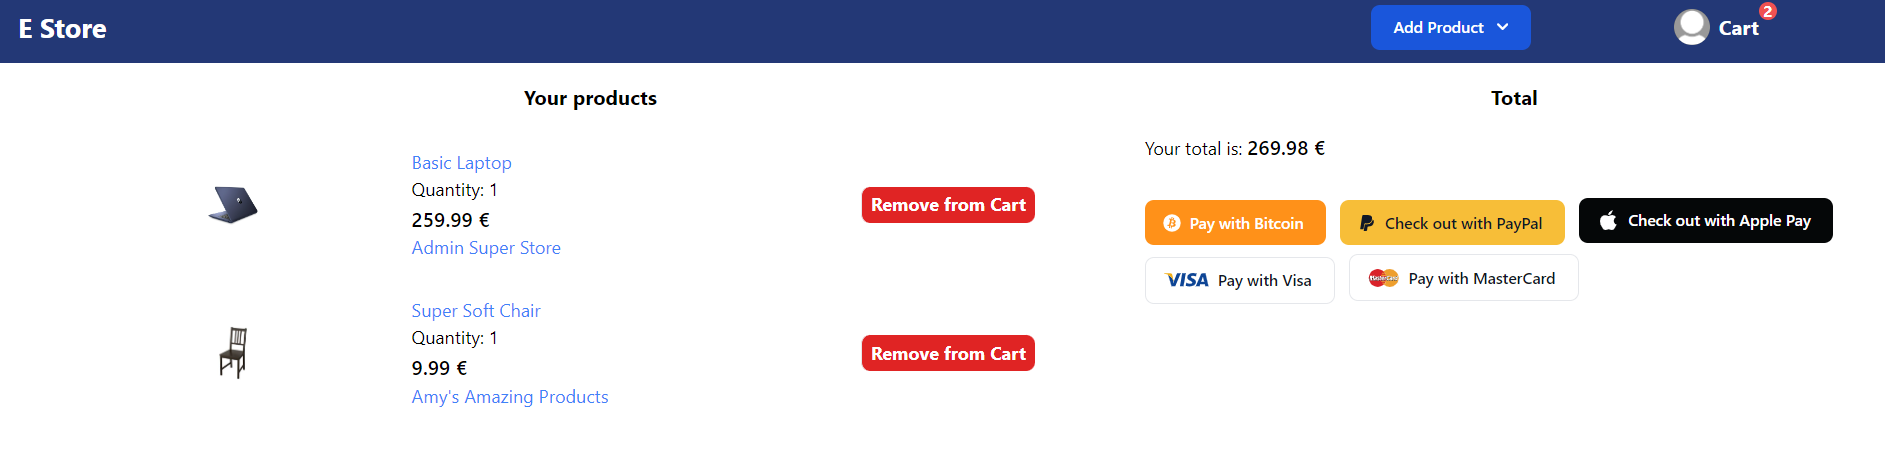 E Store
Add Product
Cart
2
Your products
Basic Laptop
Quantity: 1
259.99 €
Admin Super Store
Remove from Cart
Super Soft Chair
Quantity: 1
9.99 €
Amy's Amazing Products
Remove from Cart
Total
Your total is: 269.98 €
Pay with Bitcoin
Check out with PayPal
Check out with Apple Pay
VISA Pay with Visa
MasterCard Pay with MasterCard